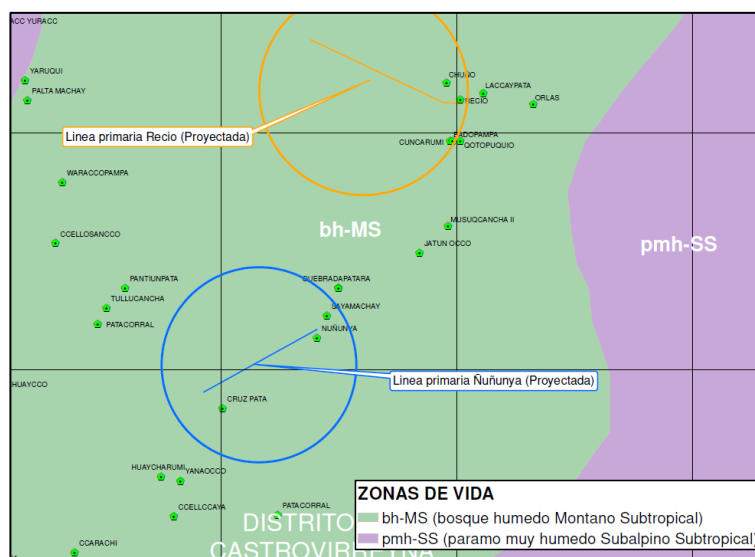 ACC YURACC
YARUQUI
PALTA MACHAY
CHUÑO
LACCAYPATA
TIECIO
ORLAS
Linea primaria Recio (Proyectada)
PADOPAMPA
CUNCARUMI
QOTOPUQUIO
WARACCOPAMPA
MUSUQCANCHA II
bh-MS
pmh-SS
CCELLOSANCCO
JATUN OCCO
PANTIUNPATA
QUEBRADAPATARA
TULLUCANCHA
SAYAMACHAY
PATACORRAL
NUÑUNYA
HUAYCCO
Linea primaria Ñuñunya (Proyectada)
CRUZ PATA
HUAYCHARUMI
YANAOCCO
CCELLCCAYA
PATACORRAL
DISTRITO
CASTROVIRREYNA
CCARACHI
ZONAS DE VIDA
bh-MS (bosque humedo Montano Subtropical)
pmh-SS (paramo muy humedo Subalpino Subtropical)